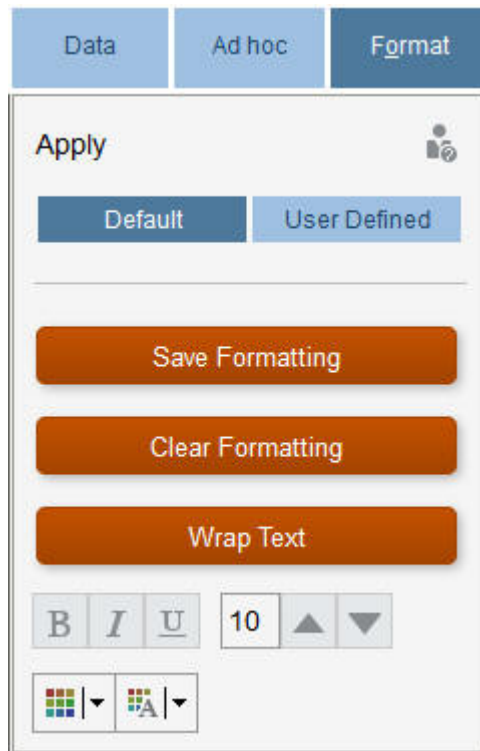 Data Ad hoc Format
Apply
Default User Defined
Save Formatting
Clear Formatting
Wrap Text
B I U 10
A